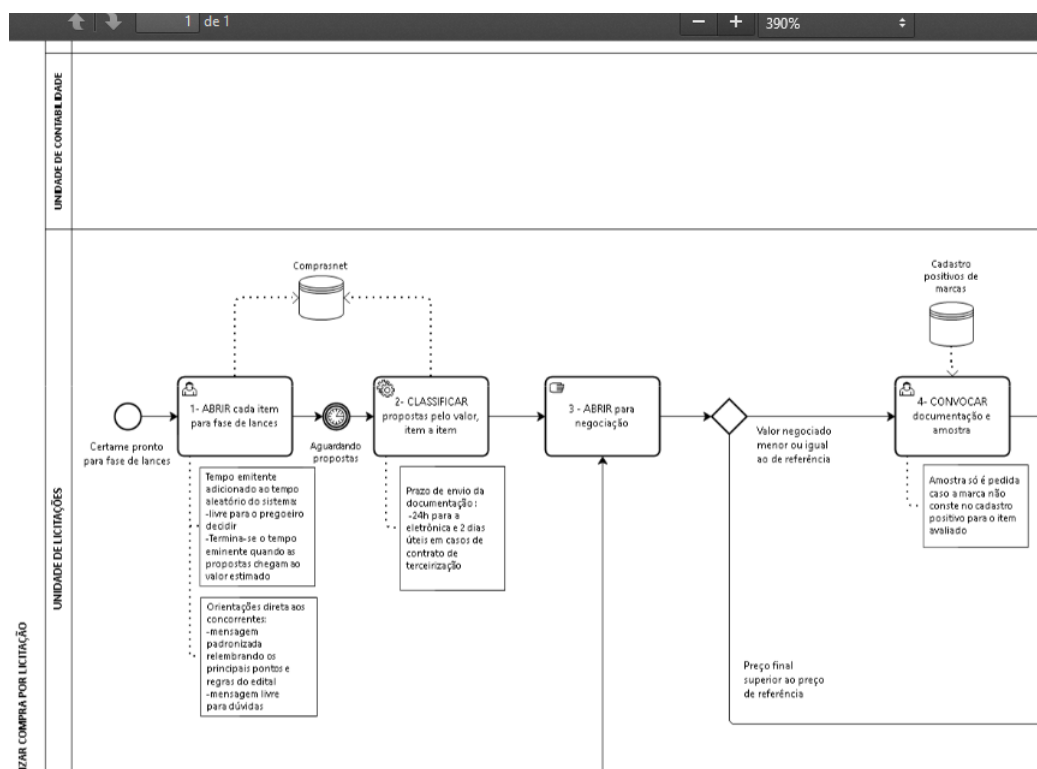 1 de 1
390%
UNIDADE DE CONTABILIDADE
UNIDADE DE LICITAÇÕES
IZAR COMPRA POR LICITAÇÃO
Comprasnet
Cadastro
positivos de
marcas
Certame pronto
para fase de lances
1- ABRIR cada item
para fase de lances
Aguardando
propostas
2- CLASSIFICAR
propostas pelo valor,
item a item
3 - ABRIR para
negociação
Valor negociado
menor ou igual
ao de referência
4- CONVOCAR
documentação e
amostra
Tempo emitente
adicionado ao tempo
aleatório do sistema:
-livre para o pregoeiro
decidir
-Termina-se o tempo
eminente quando as
propostas chegam ao
valor estimado
Prazo de envio da
documentação :
-24h para a
eletrônica e 2 dias
úteis em casos de
contrato de
terceirização
Amostra só é pedida
caso a marca não
conste no cadastro
positivo para o item
avaliado
Orientações direta aos
concorrentes:
-mensagem
padronizada
relembrando os
principais pontos e
regras do edital
-mensagem livre
para dúvidas
Preço final
superior ao preço
de referência